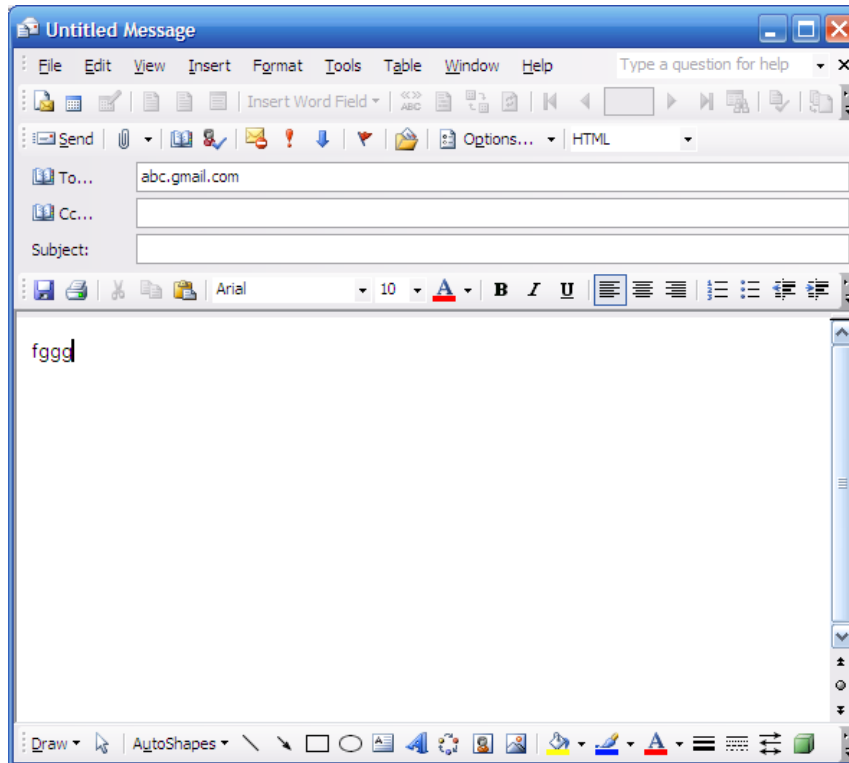 Untitled Message
File Edit View Insert Format Tools Table Window Help Type a question for help
Insert Word Field «» ABC
Send Options... HTML
To... abc.gmail.com
Cc...
Subject:
Arial 10 A B I U
fggg
Draw AutoShapes A A A